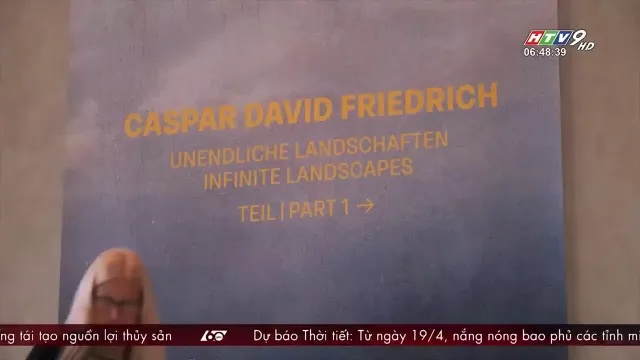 HTV9 HD
06:48:39
CASPAR DAVID FRIEDRICH
UNENDLICHE LANDSCHAFTEN
INFINITE LANDSCAPES
TEIL | PART 1 →
tái tạo nguồn lợi thủy sản 60 Dự báo Thời tiết: Từ ngày 19/4, nắng nóng bao phủ các tỉnh